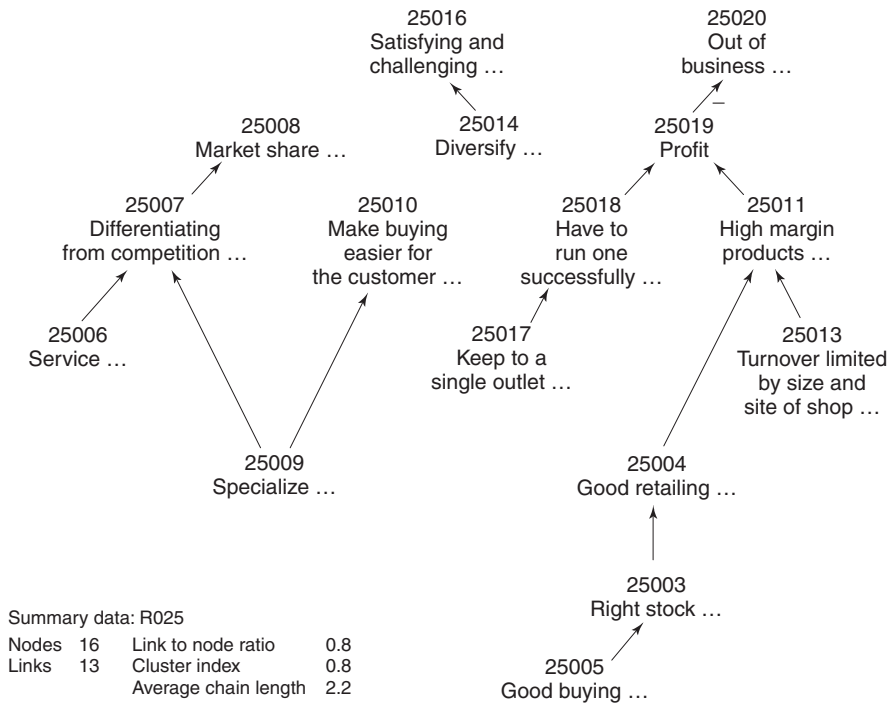 25016
Satisfying and
challenging …
25020
Out of
business …
–
25008
Market share …
25014
Diversify …
25019
Profit
25007
Differentiating
from competition …
25010
Make buying
easier for
the customer …
25018
Have to
run one
successfully …
25011
High margin
products …
25006
Service …
25017
Keep to a
single outlet …
25013
Turnover limited
by size and
site of shop …
25009
Specialize …
25004
Good retailing …
25003
Right stock …
25005
Good buying …
Summary data: R025
Nodes 16 Link to node ratio 0.8
Links 13 Cluster index 0.8
Average chain length 2.2